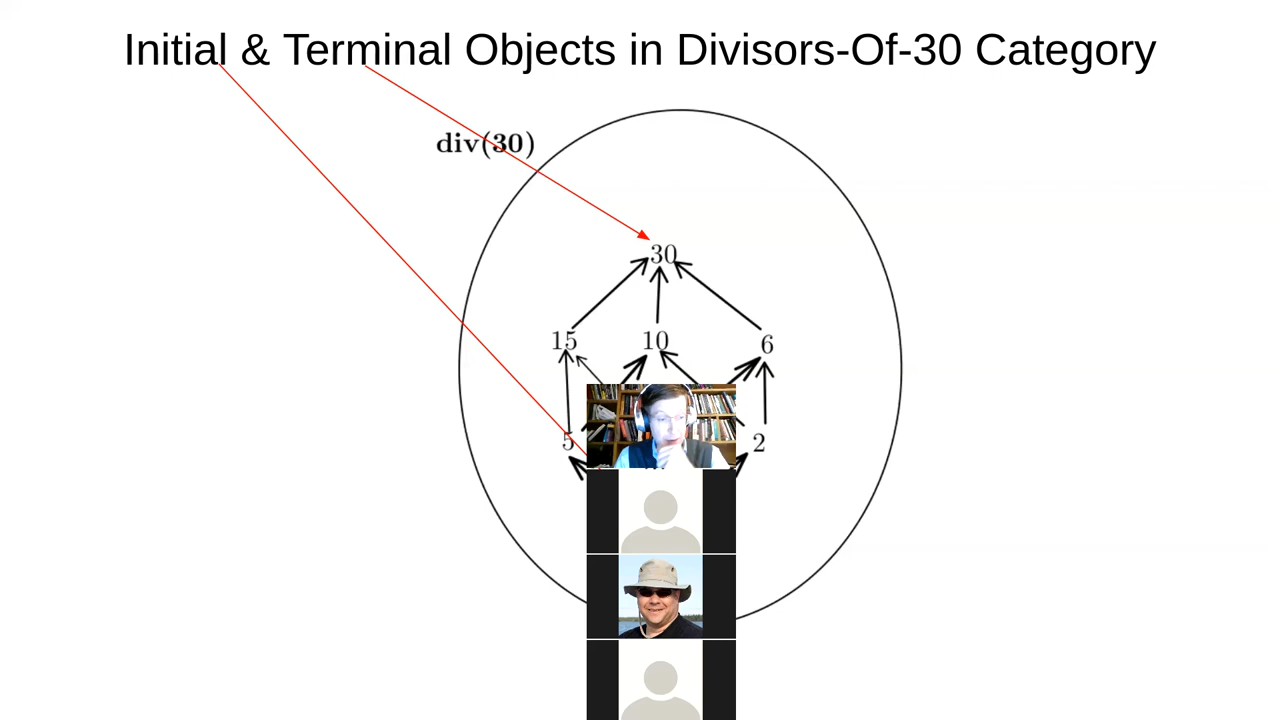 Initial & Terminal Objects in Divisors-Of-30 Category
div(30)
30
15 10 6
5 2